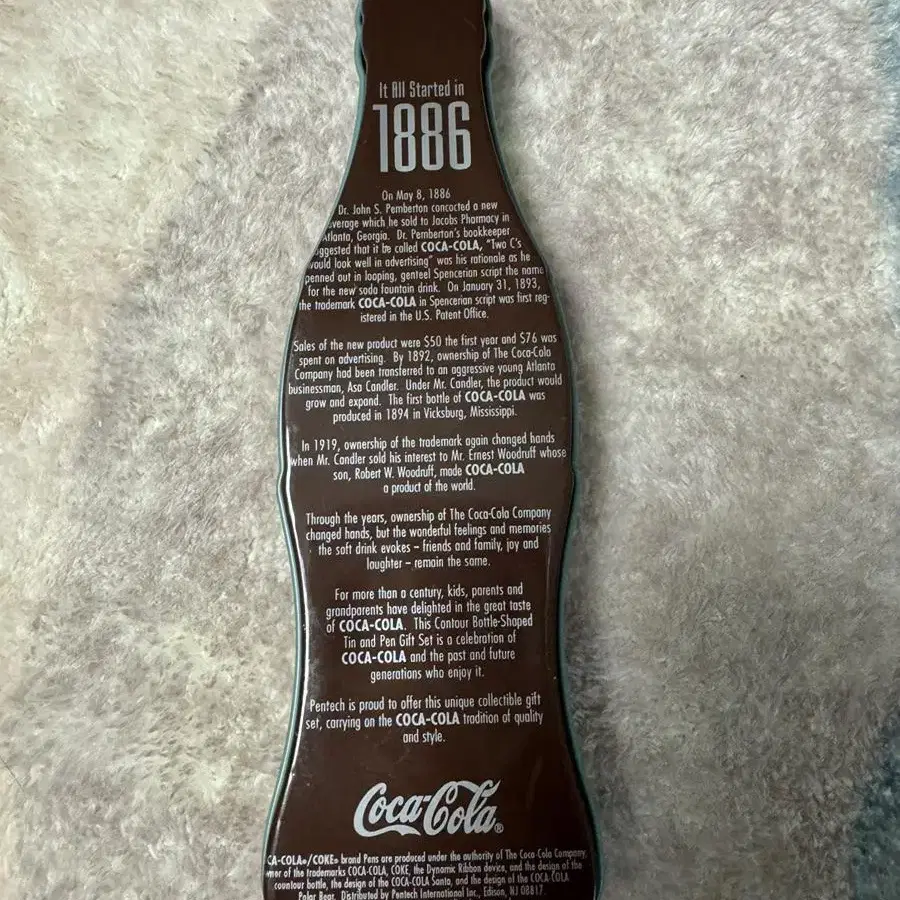 It All Started in
1886
On May 8, 1886
Dr. John S. Pemberton concocted a new
verage which he sold to Jacobs Pharmacy in
Atlanta, Georgia. Dr. Pemberton's bookkeeper
ggested that it be called COCA-COLA, "Two C's
would look well in advertising" was his rationale as he
penned out in looping, genteel Spencerian script the name
for the new soda fountain drink. On January 31, 1893,
the trademark COCA-COLA in Spencerian script was first reg-
istered in the U.S. Patent Office.
Sales of the new product were $50 the first year and $76 was
spent on advertising. By 1892, ownership of The Coca-Cola
Company had been transferred to an aggressive young Atlanta
businessman, Asa Candler. Under Mr. Candler, the product would
grow and expand. The first bottle of COCA-COLA was
produced in 1894 in Vicksburg, Mississippi.
In 1919, ownership of the trademark again changed hands
when Mr. Candler sold his interest to Mr. Ernest Woodruff whose
son, Robert W. Woodruff, made COCA-COLA
a product of the world.
Through the years, ownership of The Coca-Cola Company
changed hands, but the wonderful feelings and memories
the soft drink evokes – friends and family, joy and
laughter – remain the same.
For more than a century, kids, parents and
grandparents have delighted in the great taste
of COCA-COLA. This Contour Bottle-Shaped
Tin and Pen Gift Set is a celebration of
COCA-COLA and the past and future
generations who enjoy it.
Pentech is proud to offer this unique collectible gift
set, carrying on the COCA-COLA tradition of quality
and style.
Coca-Cola®
CA-COLA®/COKE® brand Pens are produced under the authority of The Coca-Cola Company,
wner of the trademarks COCA-COLA, COKE, the Dynamic Ribbon device, and the design of the
countour bottle, the design of the COCA-COLA Santa, and the design of the COCA-COLA
Polar Bear. Distributed by Pentech International Inc., Edison, NJ 08817.